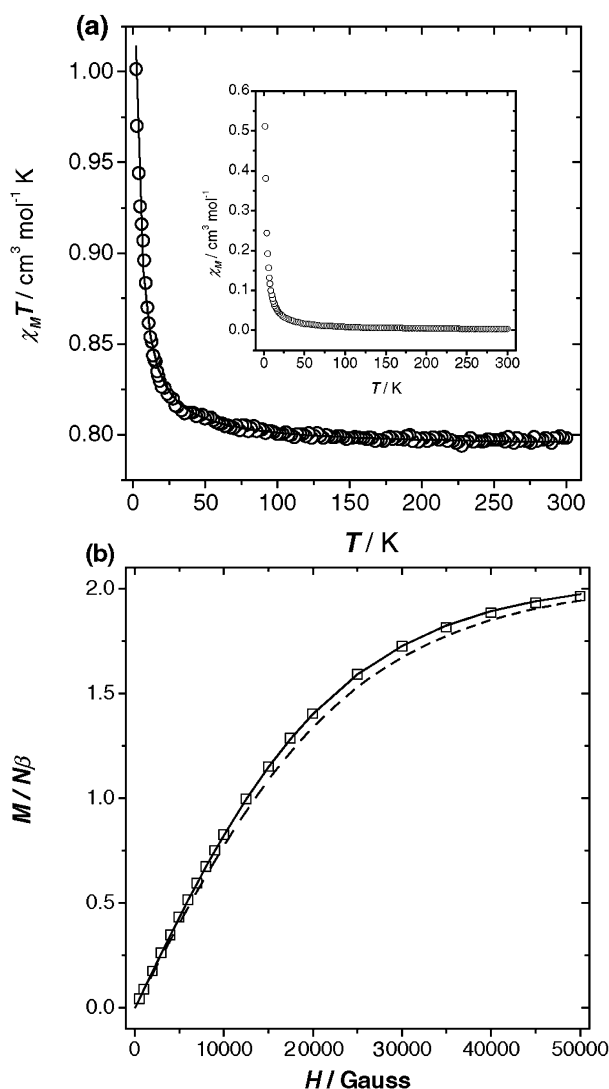 (a)
1.00
0.95
0.90
0.85
0.80
χMT / cm³ mol⁻¹ K
0 50 100 150 200 250 300
T / K
0.6
0.5
0.4
0.3
0.2
0.1
0.0
χM / cm³ mol⁻¹
0 50 100 150 200 250 300
T / K
(b)
2.0
1.5
1.0
0.5
0.0
M / Nβ
0 10000 20000 30000 40000 50000
H / Gauss